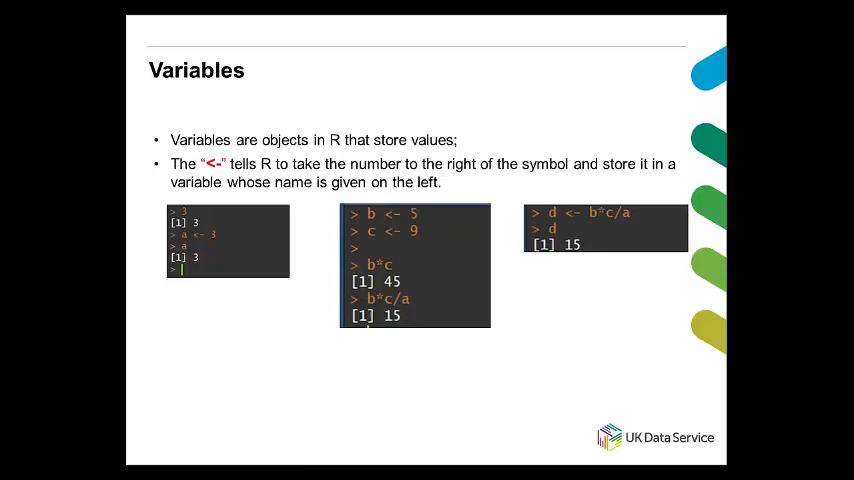 Variables
• Variables are objects in R that store values;
• The “<-” tells R to take the number to the right of the symbol and store it in a
variable whose name is given on the left.
> 3
[1] 3
> a <- 3
> a
[1] 3
>
> b <- 5
> c <- 9
>
> b*c
[1] 45
> b*c/a
[1] 15
> d <- b*c/a
> d
[1] 15
UK Data Service